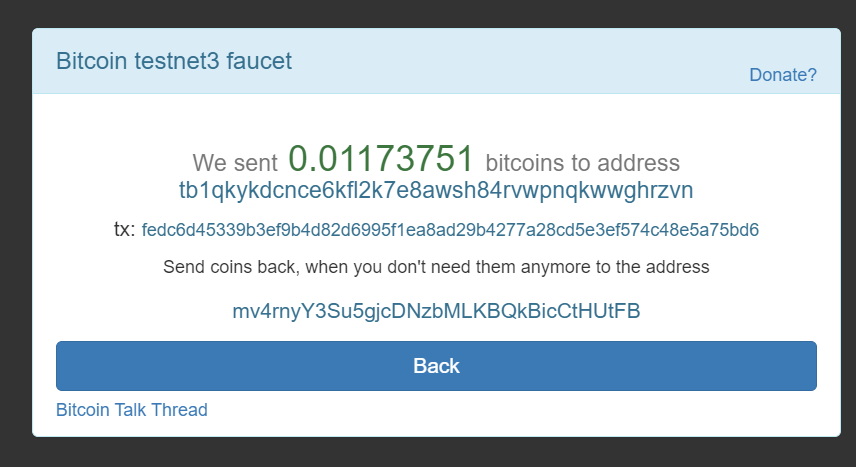 Bitcoin testnet3 faucet
Donate?
We sent 0.01173751 bitcoins to address
tb1qkykdcnce6kfl2k7e8awsh84rvwpnqkwwghrzvn
tx: fedc6d45339b3ef9b4d82d6995f1ea8ad29b4277a28cd5e3ef574c48e5a75bd6
Send coins back, when you don't need them anymore to the address
mv4rnyY3Su5gjcDNzbMLKBQkBicCtHUtFB
Back
Bitcoin Talk Thread